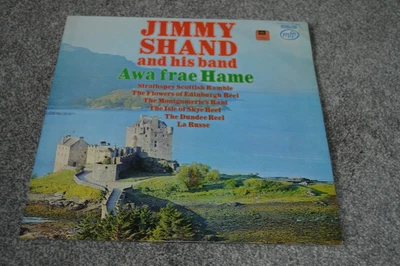 JIMMY
SHAND
and his band
Awa frae Hame
Strathspey Scottish Ramble
The Flowers of Edinburgh Reel
The Montgomerie's Rant
The Isle of Skye Reel
The Dundee Reel
La Russe
mfp